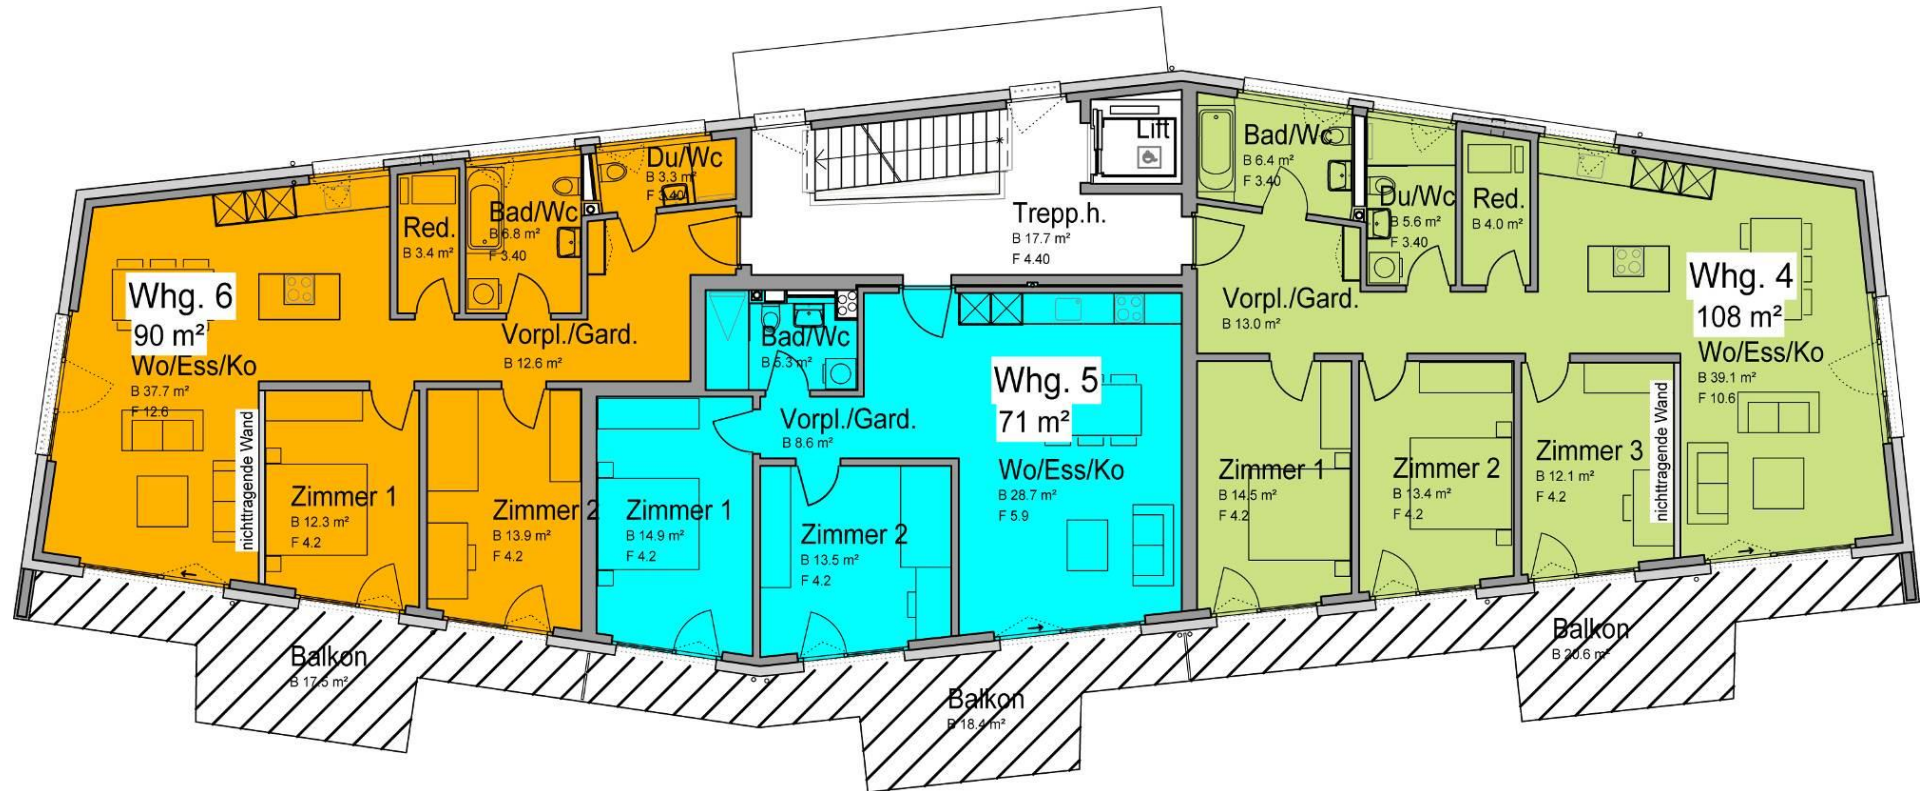 Whg. 6
90 m²
Wo/Ess/Ko
B 37.7 m²
F 12.6
nichttragende Wand
Red.
B 3.4 m²
Bad/Wc
B 6.8 m²
F 3.40
Du/Wc
B 3.3 m²
F 3.40
Vorpl./Gard.
B 12.6 m²
Zimmer 1
B 12.3 m²
F 4.2
Zimmer 2
B 13.9 m²
F 4.2
Balkon
B 17.5 m²
Trepp.h.
B 17.7 m²
F 4.40
Lift
Whg. 5
71 m²
Bad/Wc
B 5.3 m²
Vorpl./Gard.
B 8.6 m²
Wo/Ess/Ko
B 28.7 m²
F 5.9
Zimmer 1
B 14.9 m²
F 4.2
Zimmer 2
B 13.5 m²
F 4.2
Balkon
B 18.4 m²
Bad/Wc
B 6.4 m²
F 3.40
Du/Wc
B 5.6 m²
F 3.40
Red.
B 4.0 m²
Vorpl./Gard.
B 13.0 m²
Whg. 4
108 m²
Wo/Ess/Ko
B 39.1 m²
F 10.6
nichttragende Wand
Zimmer 1
B 14.5 m²
F 4.2
Zimmer 2
B 13.4 m²
F 4.2
Zimmer 3
B 12.1 m²
F 4.2
Balkon
B 20.6 m²